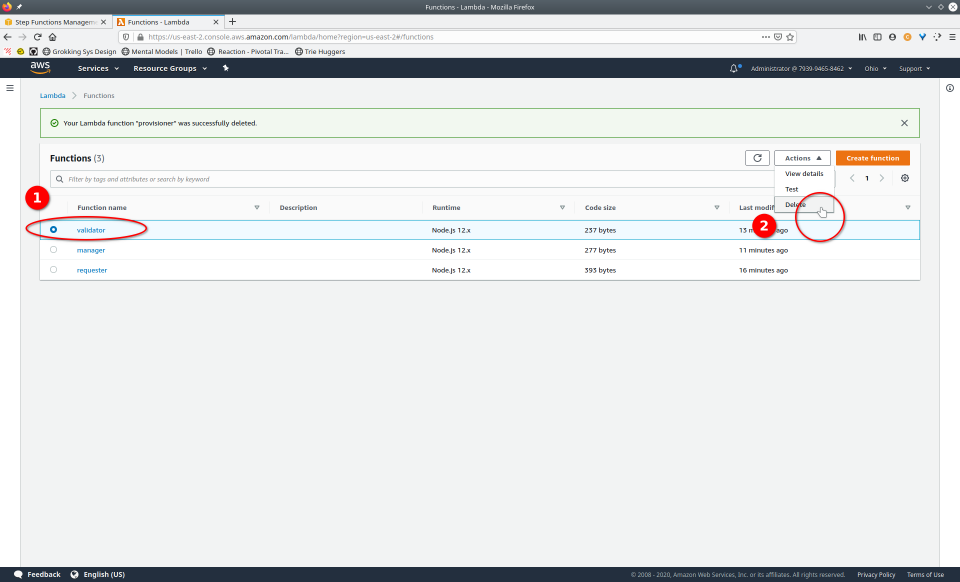 Functions - Lambda - Mozilla Firefox
Step Functions Managem
Functions - Lambda
https://us-east-2.console.aws.amazon.com/lambda/home?region=us-east-2#/functions
Grokking Sys Design
Mental Models | Trello
Reaction - Pivotal Tra...
Trie Huggers
aws
Services
Resource Groups
Administrator @ 7939-9465-8462
Ohio
Support
Lambda > Functions
Your Lambda function "provisioner" was successfully deleted.
Functions (3)
Actions
Create function
View details
Test
Delete
Filter by tags and attributes or search by keyword
1
1
Function name
Description
Runtime
Code size
Last modif
2
validator
Node.js 12.x
237 bytes
13 m ago
manager
Node.js 12.x
277 bytes
11 minutes ago
requester
Node.js 12.x
393 bytes
16 minutes ago
Feedback
English (US)
© 2008 - 2020, Amazon Web Services, Inc. or its affiliates. All rights reserved.
Privacy Policy
Terms of Use